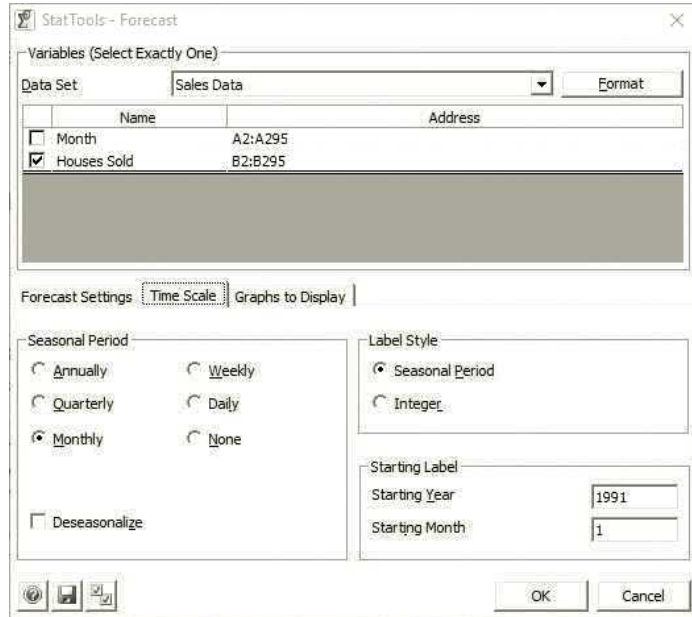 StatTools - Forecast
Variables (Select Exactly One)
Data Set Sales Data Format
Name Address
Month A2:A295
Houses Sold B2:B295
Forecast Settings Time Scale Graphs to Display
Seasonal Period
Annually Weekly
Quarterly Daily
Monthly None
Deseasonalize
Label Style
Seasonal Period
Integer
Starting Label
Starting Year 1991
Starting Month 1
OK Cancel